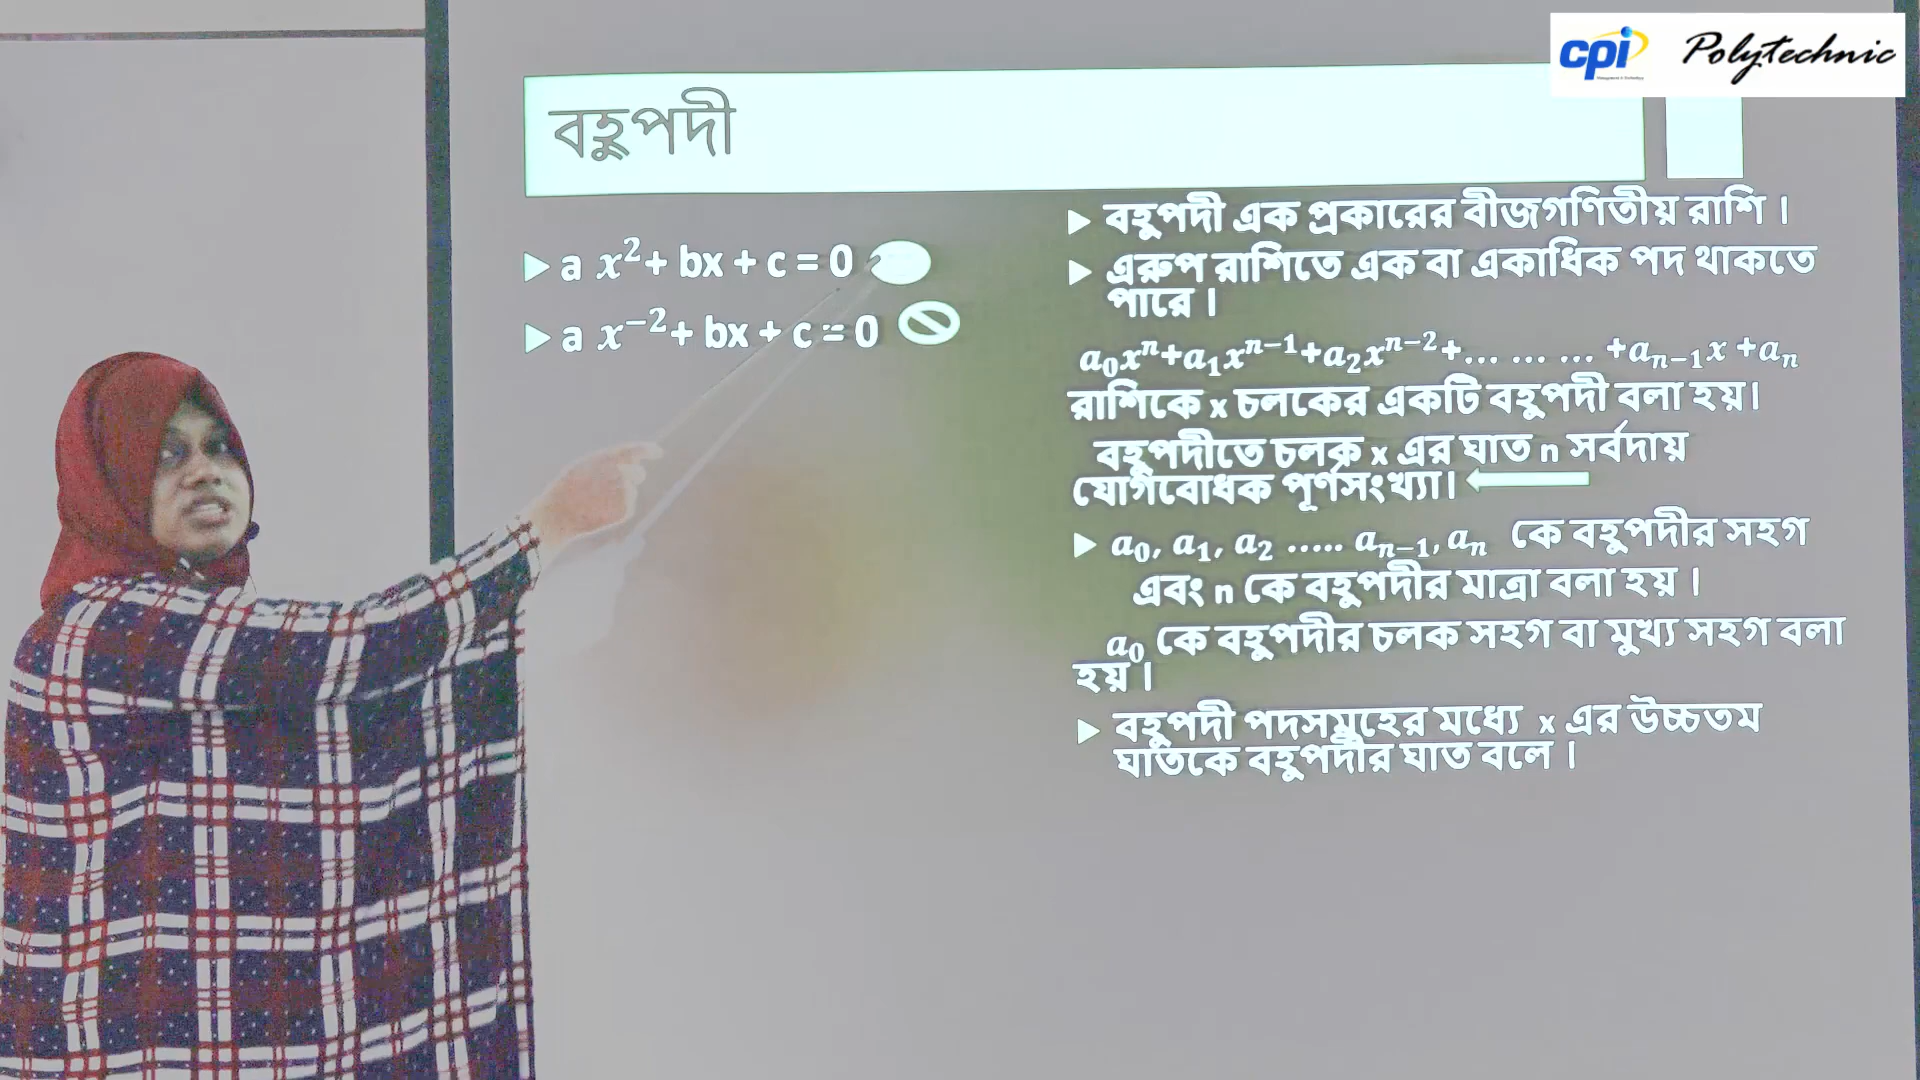 cpi Polytechnic
বহুপদী
▶ a x²+ bx + c = 0
▶ a x⁻²+ bx + c = 0
▶ বহুপদী এক প্রকারের বীজগণিতীয় রাশি ।
▶ এরুপ রাশিতে এক বা একাধিক পদ থাকতে
পারে ।
a₀xⁿ+a₁xⁿ⁻¹+a₂xⁿ⁻²+... ... ... +aₙ₋₁x +aₙ
রাশিকে x চলকের একটি বহুপদী বলা হয়।
বহুপদীতে চলক x এর ঘাত n সর্বদায়
যোগবোধক পূর্ণসংখ্যা।
▶ a₀, a₁, a₂ ..... aₙ₋₁, aₙ কে বহুপদীর সহগ
এবং n কে বহুপদীর মাত্রা বলা হয় ।
a₀ কে বহুপদীর চলক সহগ বা মুখ্য সহগ বলা
হয় ।
▶ বহুপদী পদসমুহের মধ্যে x এর উচ্চতম
ঘাতকে বহুপদীর ঘাত বলে ।